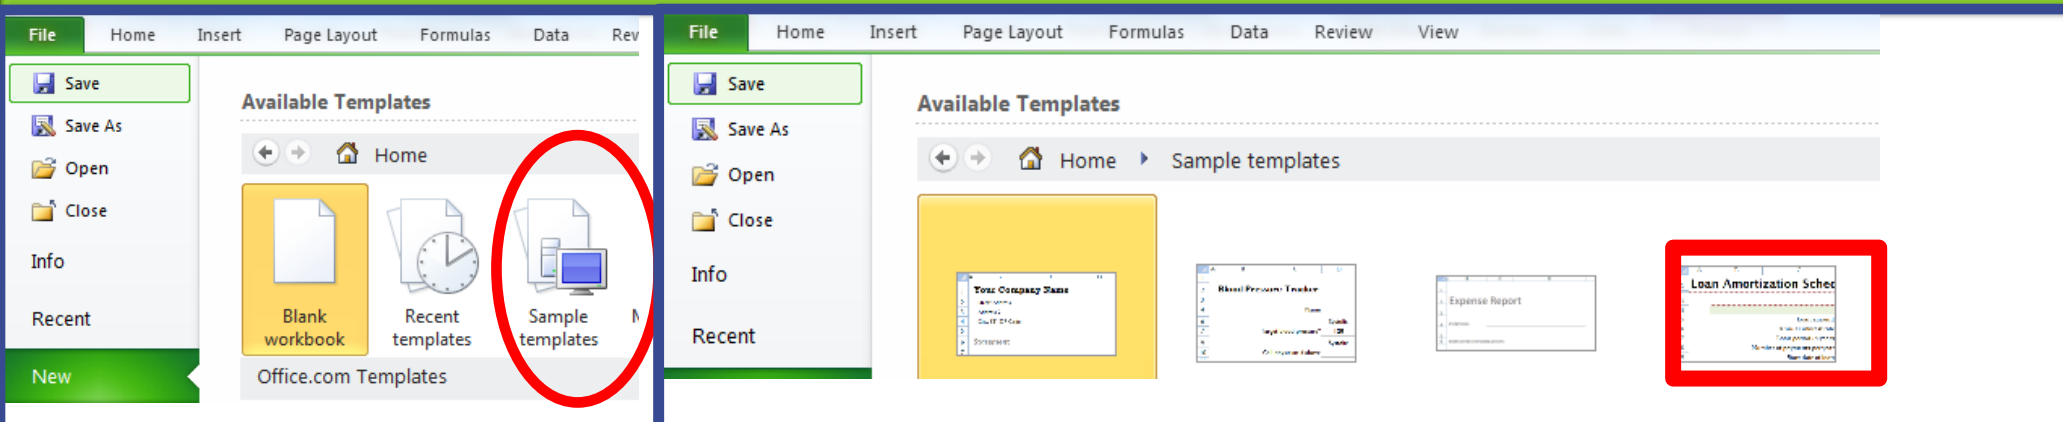 File Home Insert Page Layout Formulas Data Rev
Save
Save As
Open
Close
Info
Recent
New
Available Templates
Home
Blank
workbook
Recent
templates
Sample
templates
Office.com Templates
File Home Insert Page Layout Formulas Data Review View
Save
Save As
Open
Close
Info
Recent
Available Templates
Home Sample templates
Your Company Name
Blood Pressure Tracker
Expense Report
Loan Amortization Sched